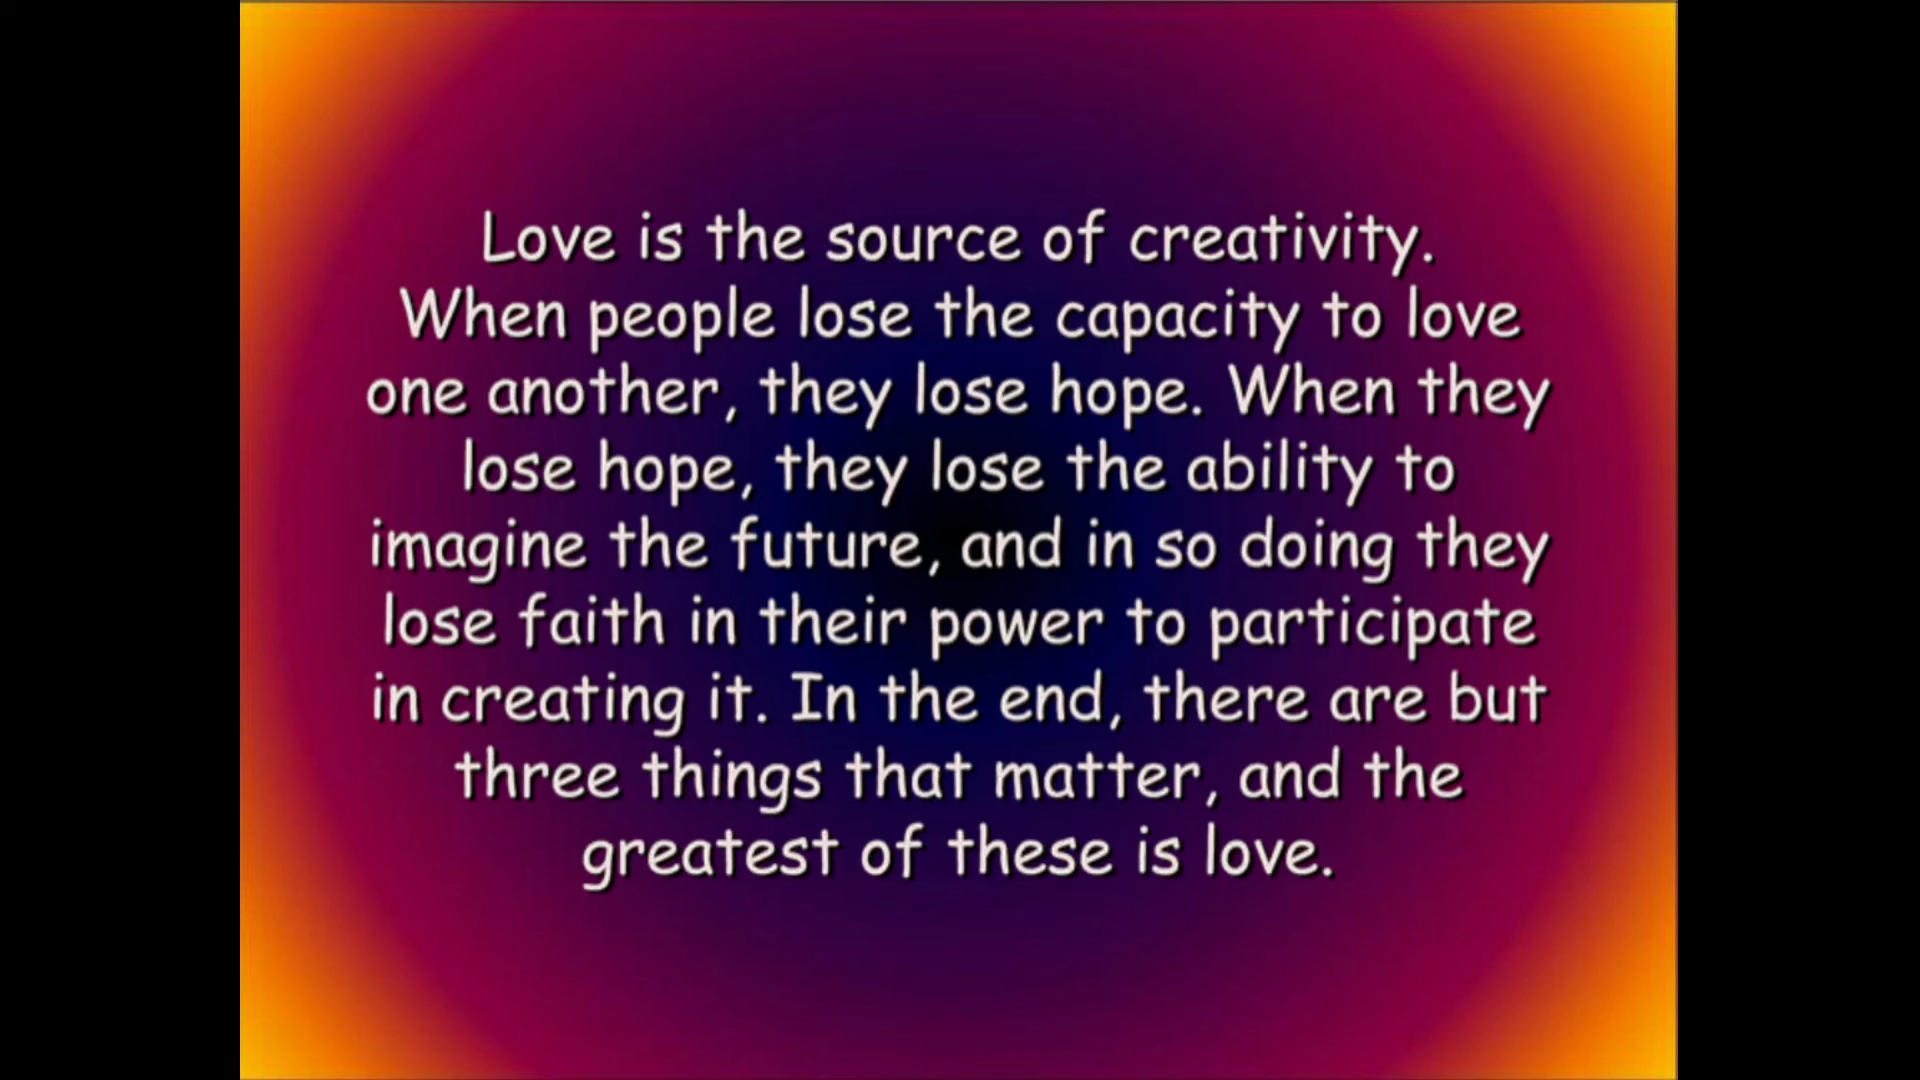 Love is the source of creativity.
When people lose the capacity to love
one another, they lose hope. When they
lose hope, they lose the ability to
imagine the future, and in so doing they
lose faith in their power to participate
in creating it. In the end, there are but
three things that matter, and the
greatest of these is love.